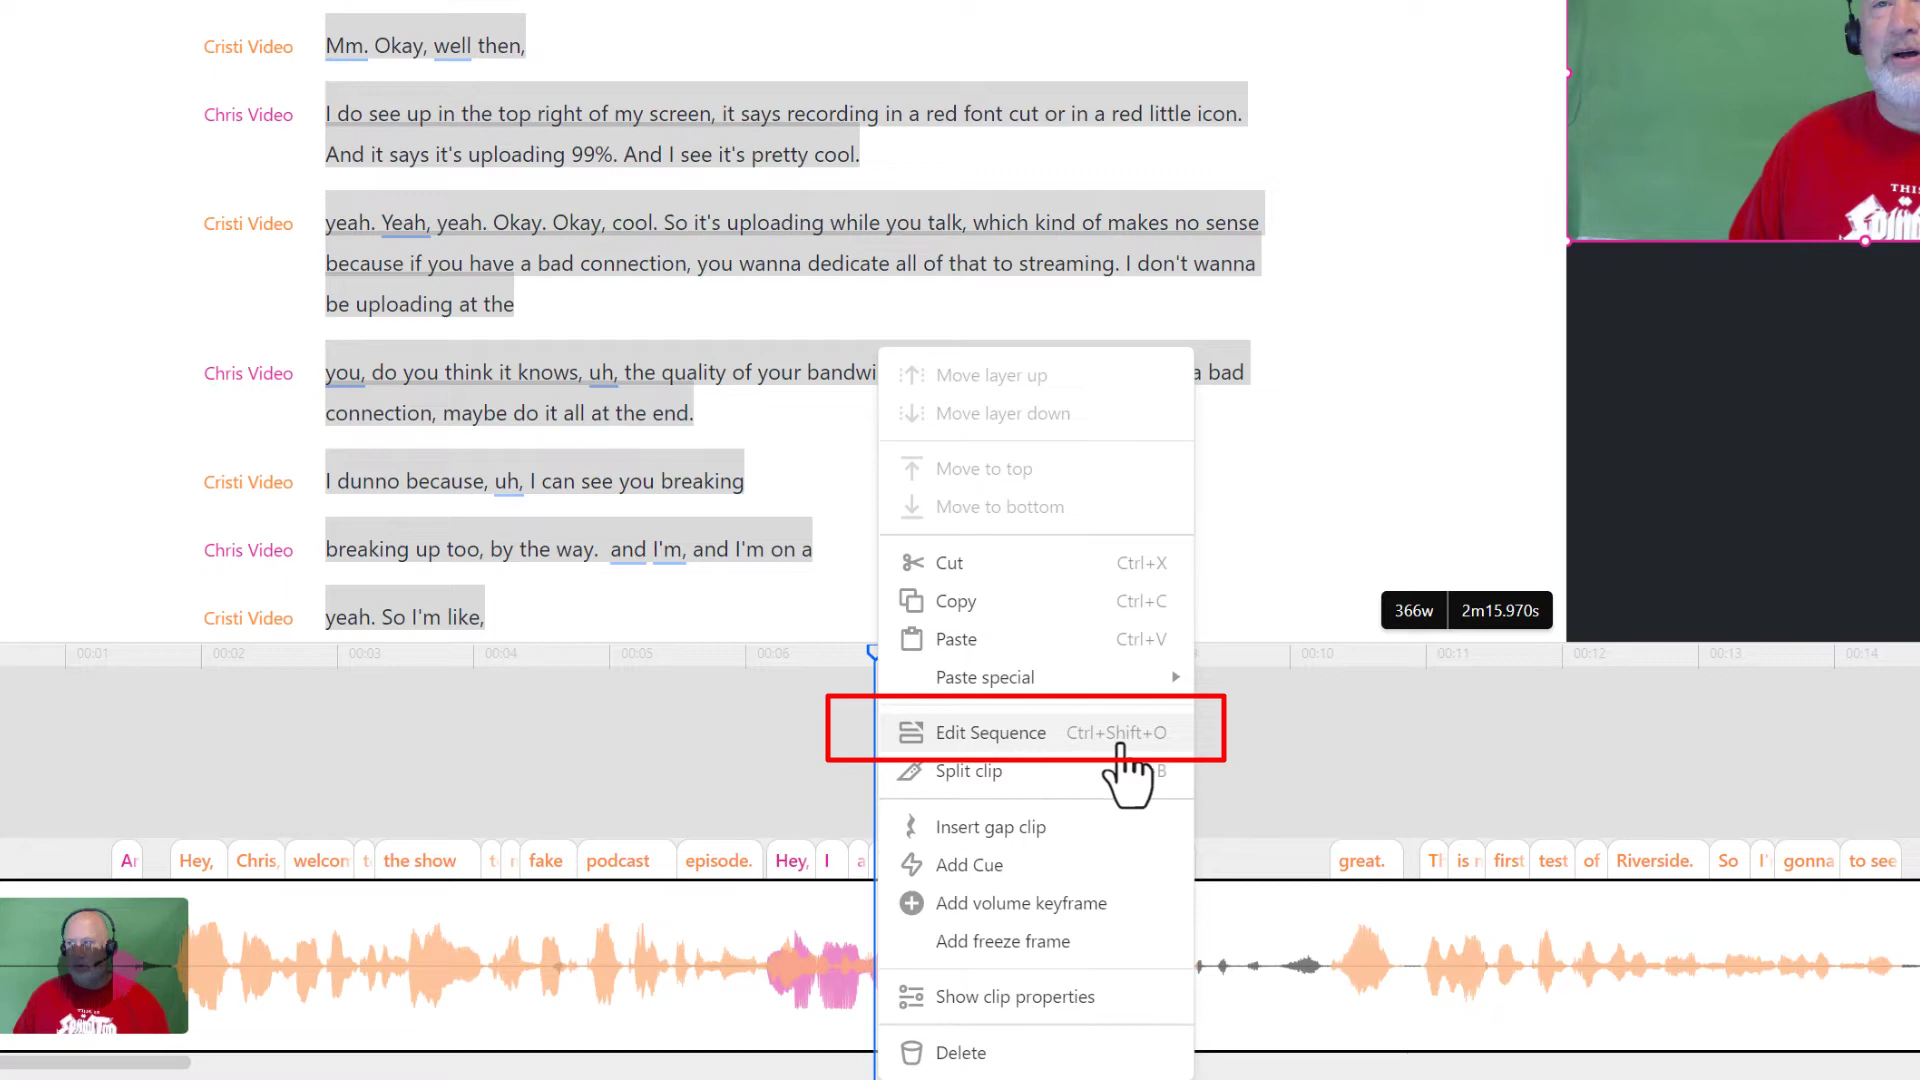 Cristi Video
Mm. Okay, well then,
Chris Video
I do see up in the top right of my screen, it says recording in a red font cut or in a red little icon.
And it says it's uploading 99%. And I see it's pretty cool.
Cristi Video
yeah. Yeah, yeah. Okay. Okay, cool. So it's uploading while you talk, which kind of makes no sense
because if you have a bad connection, you wanna dedicate all of that to streaming. I don't wanna
be uploading at the
Chris Video
you, do you think it knows, uh, the quality of your bandwi
a bad
connection, maybe do it all at the end.
Cristi Video
I dunno because, uh, I can see you breaking
Chris Video
breaking up too, by the way. and I'm, and I'm on a
Cristi Video
yeah. So I'm like,
THIS
Move layer up
Move layer down
Move to top
Move to bottom
Cut Ctrl+X
Copy Ctrl+C
Paste Ctrl+V
Paste special
Edit Sequence Ctrl+Shift+O
Split clip B
Insert gap clip
Add Cue
Add volume keyframe
Add freeze frame
Show clip properties
Delete
366w 2m15.970s
00:01 00:02 00:03 00:04 00:05 00:06 00:10 00:11 00:12 00:13 00:14
Hey, Chris, welcom t the show fake podcast episode. Hey, I a great. is first test of Riverside. So I' gonna to see
THIS IS